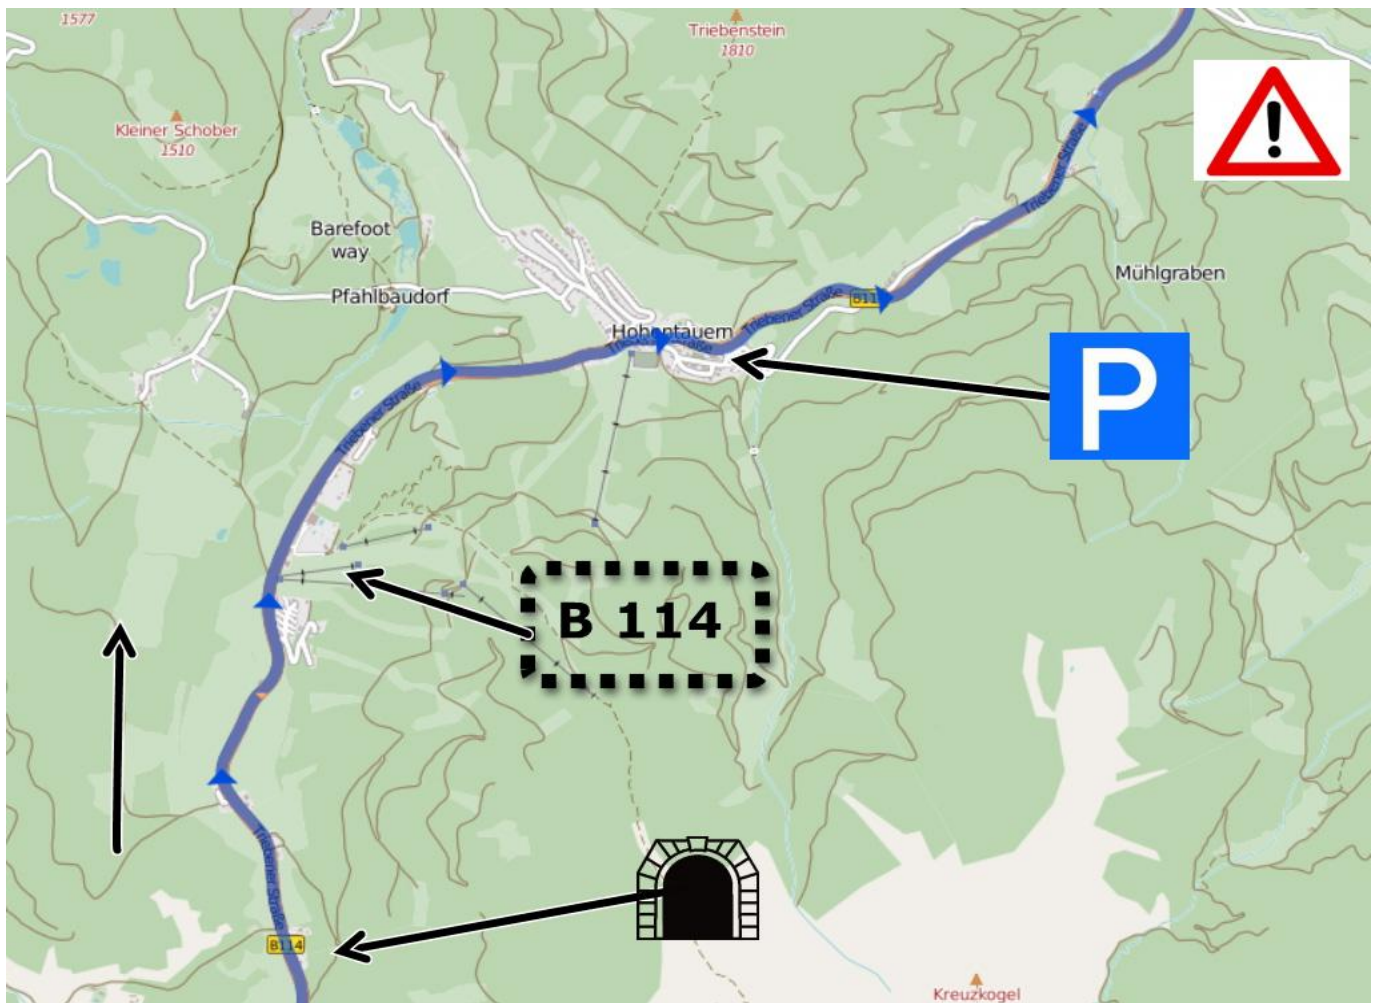 1577
Triebenstein
1810
Kleiner Schober
1510
Triebener Straße
Barefoot
way
Mühlgraben
Pfahlbaudorf
B11
Triebener Straße
Hohentauern
P
Triebener Straße
B 114
Triebener Straße
B114
Kreuzkogel